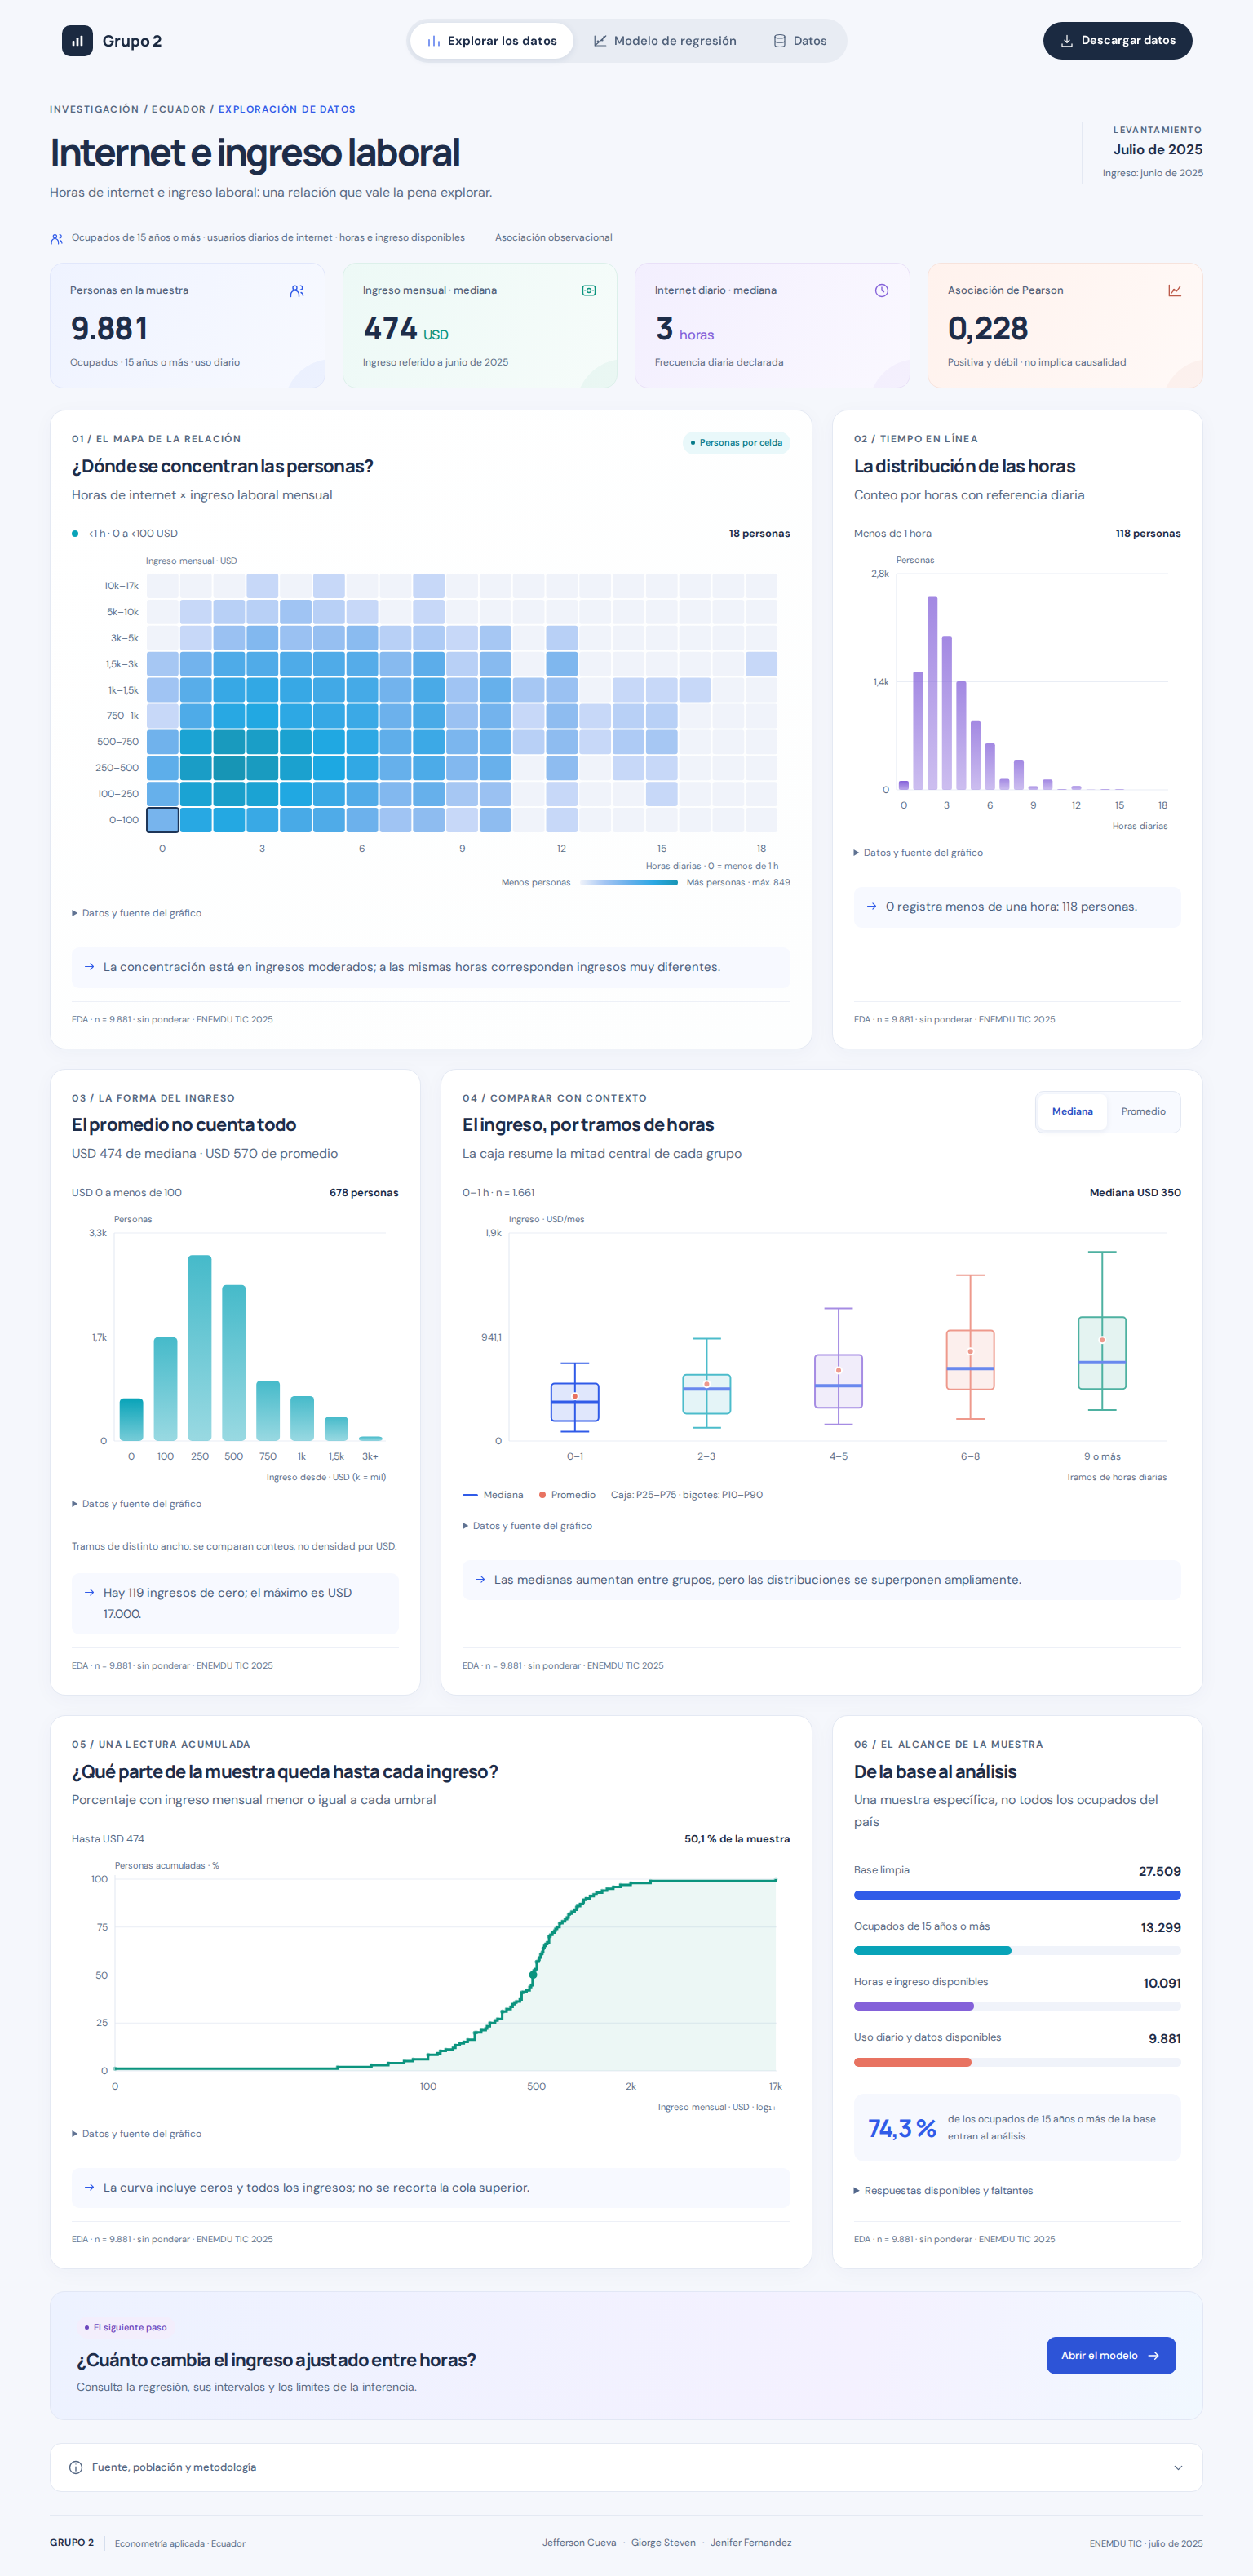 Grupo 2
Explorar los datos
Modelo de regresión
Datos
Descargar datos
INVESTIGACIÓN / ECUADOR / EXPLORACIÓN DE DATOS
Internet e ingreso laboral
Horas de internet e ingreso laboral: una relación que vale la pena explorar.
LEVANTAMIENTO
Julio de 2025
Ingreso: junio de 2025
Ocupados de 15 años o más · usuarios diarios de internet · horas e ingreso disponibles
Asociación observacional
Personas en la muestra
9.881
Ocupados · 15 años o más · uso diario
Ingreso mensual · mediana
474 USD
Ingreso referido a junio de 2025
Internet diario · mediana
3 horas
Frecuencia diaria declarada
Asociación de Pearson
0,228
Positiva y débil · no implica causalidad
01 / EL MAPA DE LA RELACIÓN
¿Dónde se concentran las personas?
Horas de internet × ingreso laboral mensual
Personas por celda
<1 h · 0 a <100 USD
18 personas
Ingreso mensual · USD
10k–17k
5k–10k
3k–5k
1,5k–3k
1k–1,5k
750–1k
500–750
250–500
100–250
0–100
0 3 6 9 12 15 18
Horas diarias · 0 = menos de 1 h
Menos personas
Más personas · máx. 849
Datos y fuente del gráfico
→ La concentración está en ingresos moderados; a las mismas horas corresponden ingresos muy diferentes.
EDA · n = 9.881 · sin ponderar · ENEMDU TIC 2025
02 / TIEMPO EN LÍNEA
La distribución de las horas
Conteo por horas con referencia diaria
Menos de 1 hora
118 personas
Personas
2,8k
1,4k
0
0 3 6 9 12 15 18
Horas diarias
Datos y fuente del gráfico
→ 0 registra menos de una hora: 118 personas.
EDA · n = 9.881 · sin ponderar · ENEMDU TIC 2025
03 / LA FORMA DEL INGRESO
El promedio no cuenta todo
USD 474 de mediana · USD 570 de promedio
USD 0 a menos de 100
678 personas
Personas
3,3k
1,7k
0
0 100 250 500 750 1k 1,5k 3k+
Ingreso desde · USD (k = mil)
Datos y fuente del gráfico
Tramos de distinto ancho: se comparan conteos, no densidad por USD.
→ Hay 119 ingresos de cero; el máximo es USD
17.000.
EDA · n = 9.881 · sin ponderar · ENEMDU TIC 2025
04 / COMPARAR CON CONTEXTO
El ingreso, por tramos de horas
La caja resume la mitad central de cada grupo
Mediana
Promedio
0–1 h · n = 1.661
Mediana USD 350
Ingreso · USD/mes
1,9k
941,1
0
0–1 2–3 4–5 6–8 9 o más
Tramos de horas diarias
Mediana
Promedio
Caja: P25–P75 · bigotes: P10–P90
Datos y fuente del gráfico
→ Las medianas aumentan entre grupos, pero las distribuciones se superponen ampliamente.
EDA · n = 9.881 · sin ponderar · ENEMDU TIC 2025
05 / UNA LECTURA ACUMULADA
¿Qué parte de la muestra queda hasta cada ingreso?
Porcentaje con ingreso mensual menor o igual a cada umbral
Hasta USD 474
50,1 % de la muestra
Personas acumuladas · %
100
75
50
25
0
0 100 500 2k 17k
Ingreso mensual · USD · log₁₊
Datos y fuente del gráfico
→ La curva incluye ceros y todos los ingresos; no se recorta la cola superior.
EDA · n = 9.881 · sin ponderar · ENEMDU TIC 2025
06 / EL ALCANCE DE LA MUESTRA
De la base al análisis
Una muestra específica, no todos los ocupados del
país
Base limpia
27.509
Ocupados de 15 años o más
13.299
Horas e ingreso disponibles
10.091
Uso diario y datos disponibles
9.881
74,3 %
de los ocupados de 15 años o más de la base
entran al análisis.
Respuestas disponibles y faltantes
EDA · n = 9.881 · sin ponderar · ENEMDU TIC 2025
El siguiente paso
¿Cuánto cambia el ingreso ajustado entre horas?
Consulta la regresión, sus intervalos y los límites de la inferencia.
Abrir el modelo →
Fuente, población y metodología
GRUPO 2
Econometría aplicada · Ecuador
Jefferson Cueva · Giorge Steven · Jenifer Fernandez
ENEMDU TIC · julio de 2025